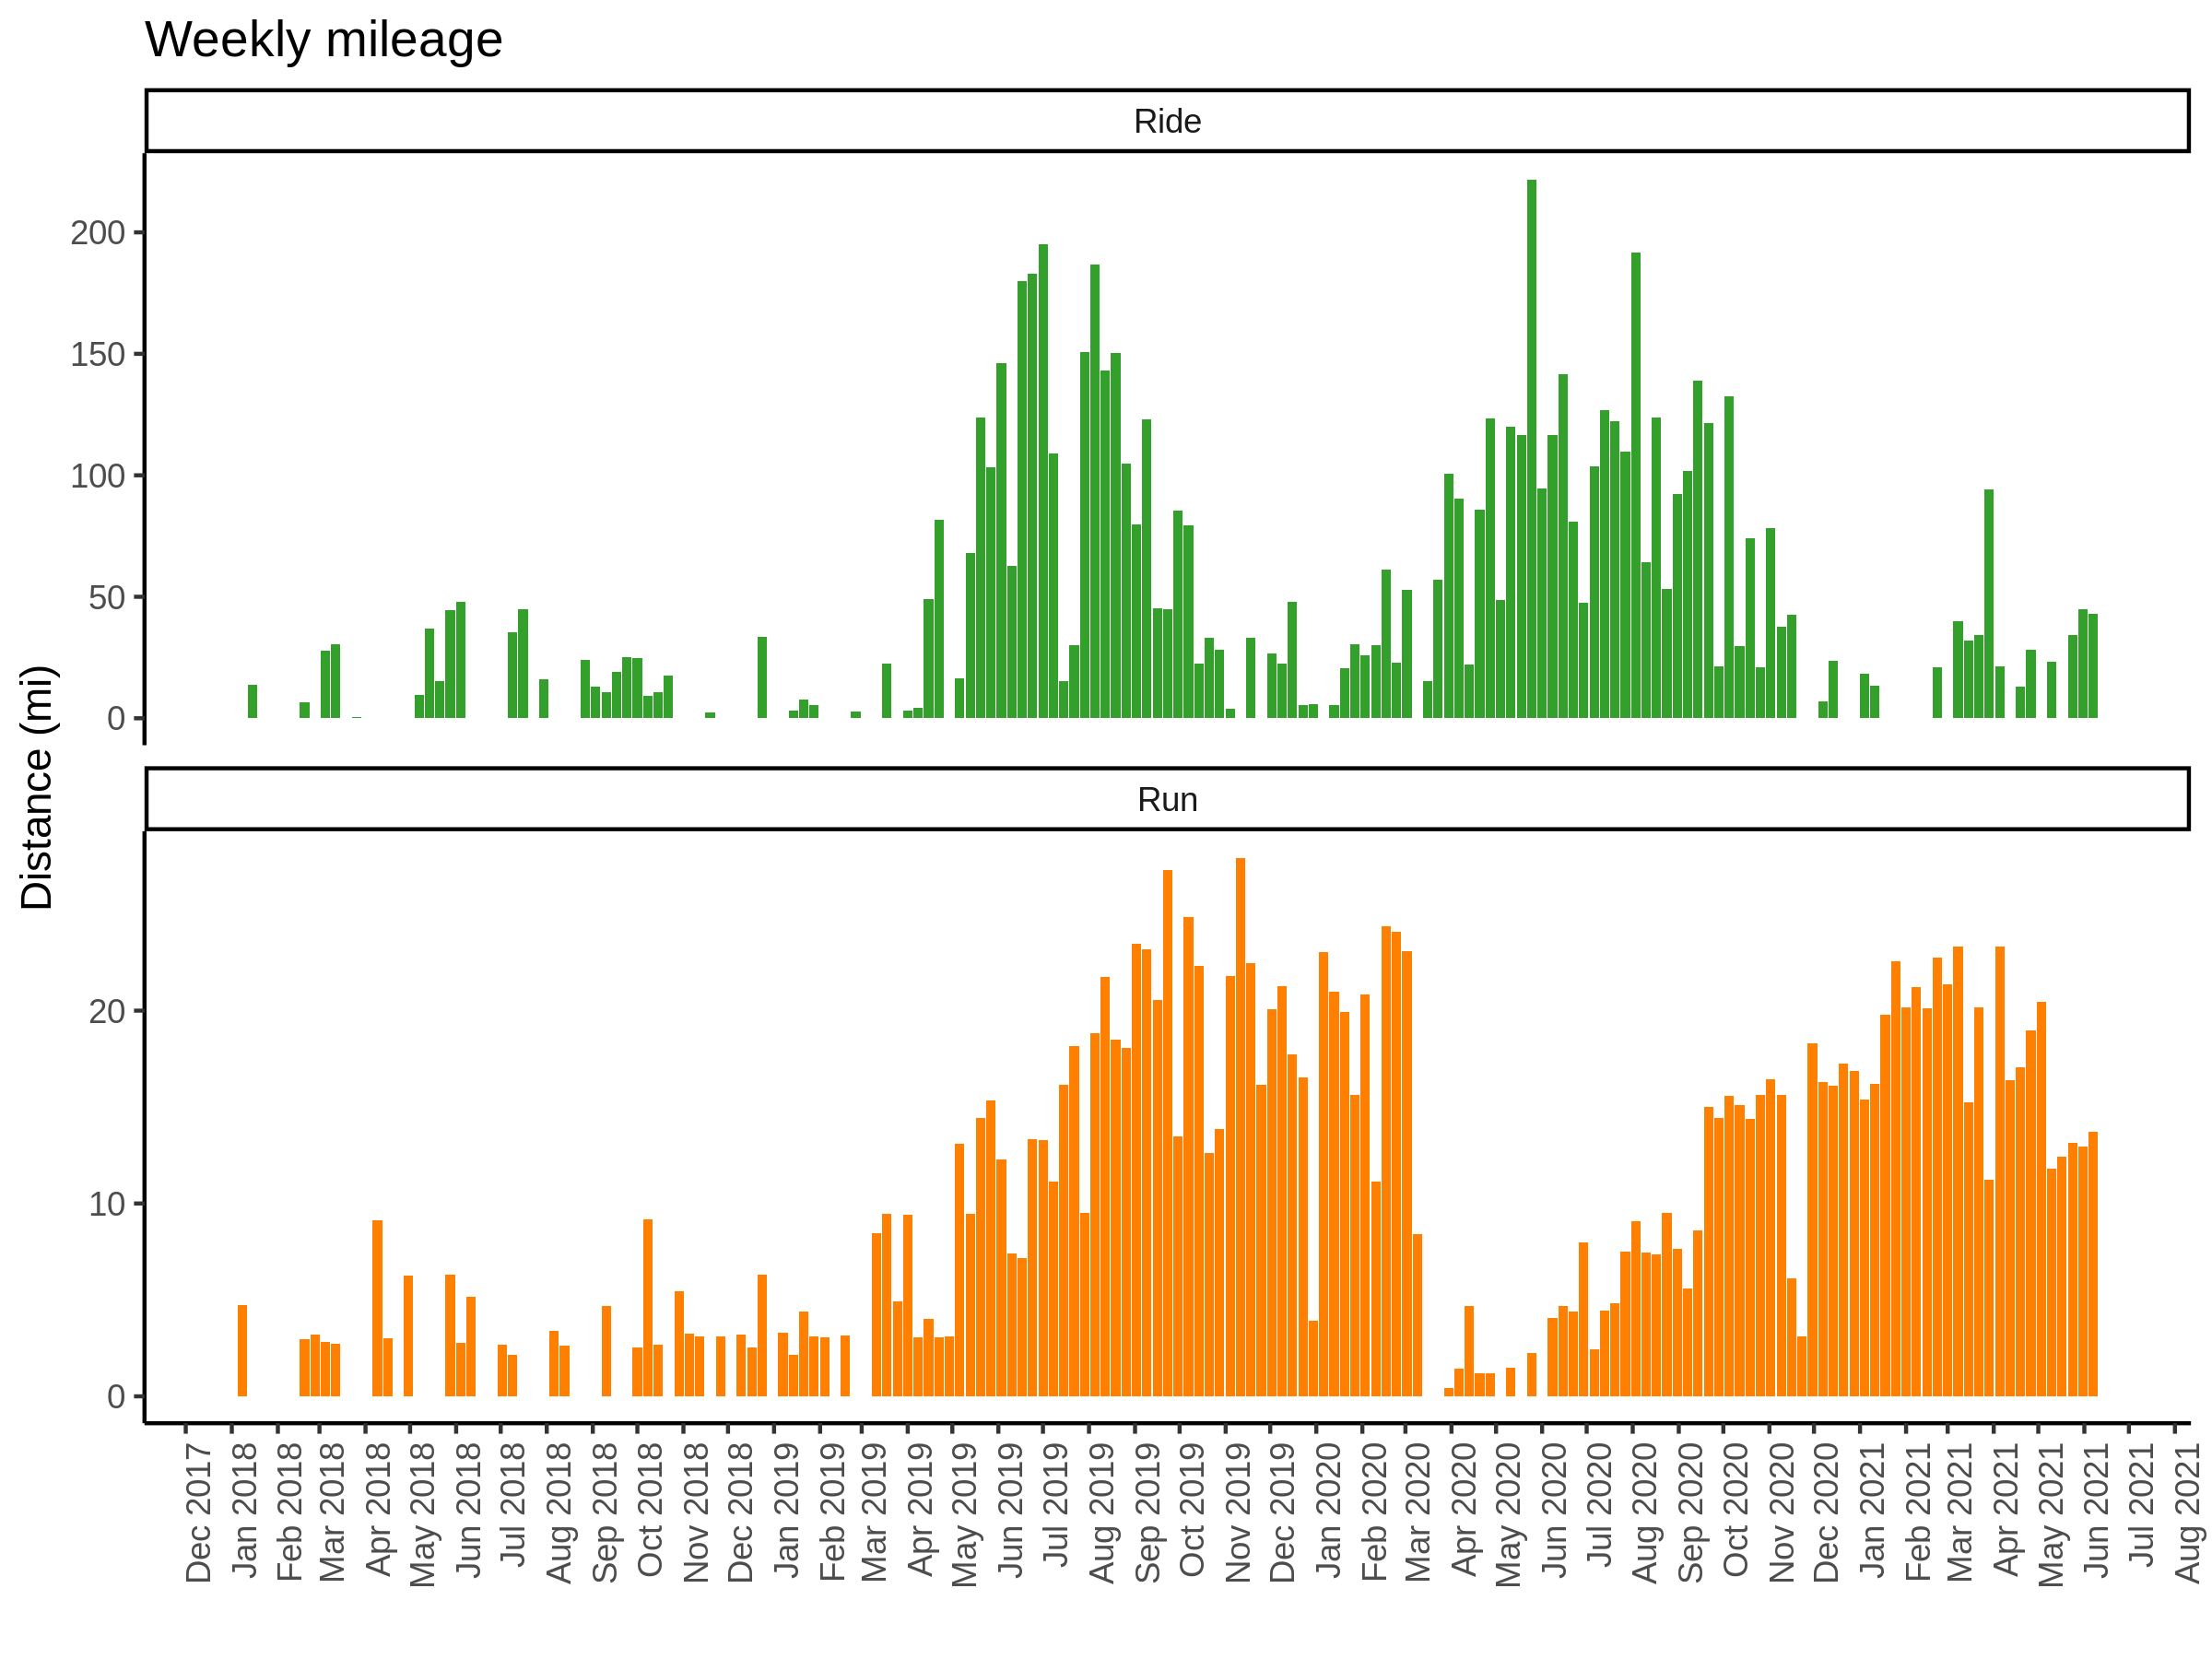 Weekly mileage
Ride
200
150
100
50
0
Distance (mi)
Run
20
10
0
Dec 2017
Jan 2018
Feb 2018
Mar 2018
Apr 2018
May 2018
Jun 2018
Jul 2018
Aug 2018
Sep 2018
Oct 2018
Nov 2018
Dec 2018
Jan 2019
Feb 2019
Mar 2019
Apr 2019
May 2019
Jun 2019
Jul 2019
Aug 2019
Sep 2019
Oct 2019
Nov 2019
Dec 2019
Jan 2020
Feb 2020
Mar 2020
Apr 2020
May 2020
Jun 2020
Jul 2020
Aug 2020
Sep 2020
Oct 2020
Nov 2020
Dec 2020
Jan 2021
Feb 2021
Mar 2021
Apr 2021
May 2021
Jun 2021
Jul 2021
Aug 2021